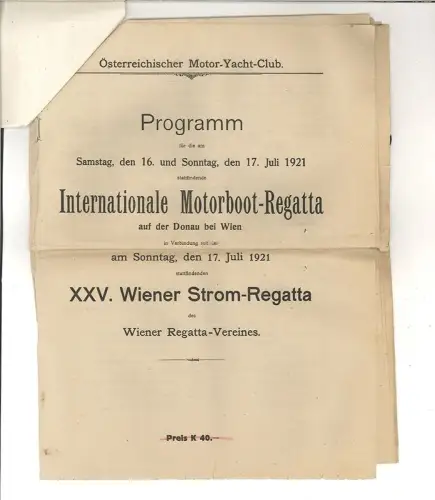 Österreichischer Motor-Yacht-Club.
Programm
für die am
Samstag, den 16. und Sonntag, den 17. Juli 1921
stattfindende
Internationale Motorboot-Regatta
auf der Donau bei Wien
in Verbindung mit der
am Sonntag, den 17. Juli 1921
stattfindenden
XXV. Wiener Strom-Regatta
des
Wiener Regatta-Vereines.
Preis K 40.—